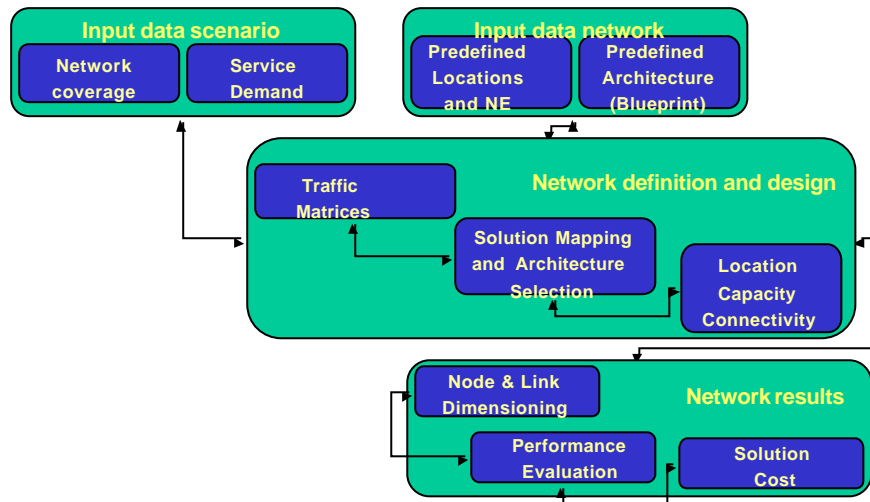 Input data scenario
Network
coverage
Service
Demand
Input data network
Predefined
Locations
and NE
Predefined
Architecture
(Blueprint)
Network definition and design
Traffic
Matrices
Solution Mapping
and Architecture
Selection
Location
Capacity
Connectivity
Network results
Node & Link
Dimensioning
Performance
Evaluation
Solution
Cost